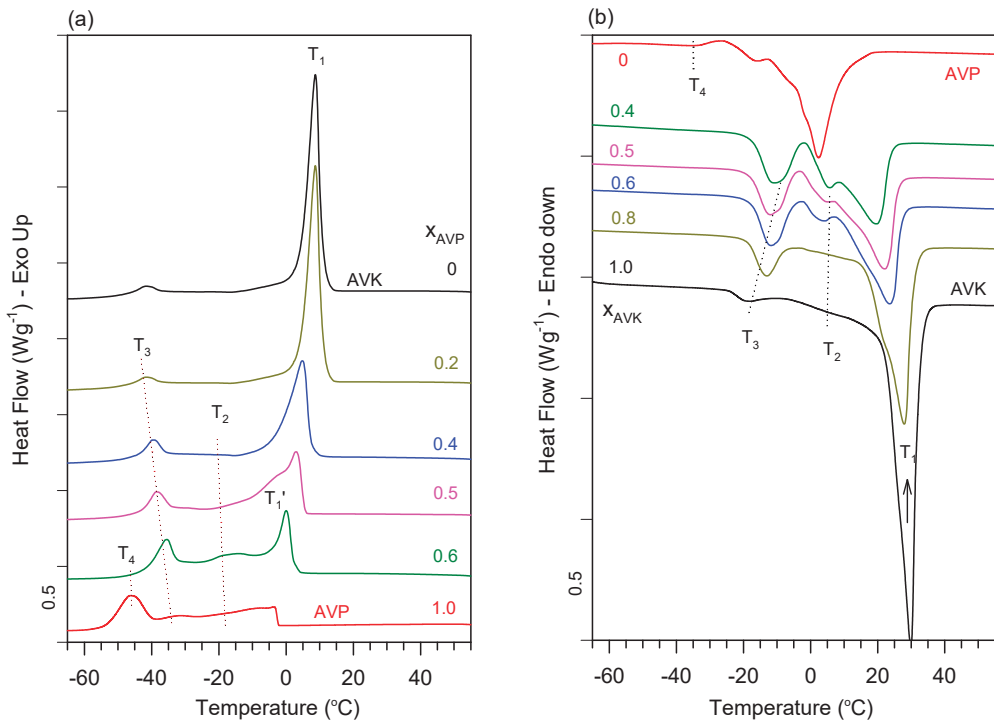 (a)
T1
xAVP
0
AVK
T3
0.2
T2
0.4
0.5
T1'
0.6
T4
AVP
1.0
0.5
Heat Flow (Wg-1) - Exo Up
-60
-40
-20
0
20
40
Temperature (°C)
(b)
0
AVP
T4
0.4
0.5
0.6
0.8
1.0
AVK
xAVK
T3
T2
T1
0.5
Heat Flow (Wg-1) - Endo down
-60
-40
-20
0
20
40
Temperature (°C)